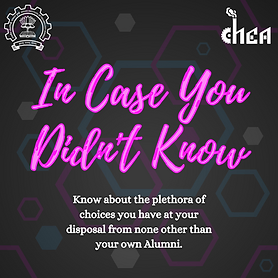 cHEA
In Case You
Didn't Know
Know about the plethora of
choices you have at your
disposal from none other than
your own Alumni.